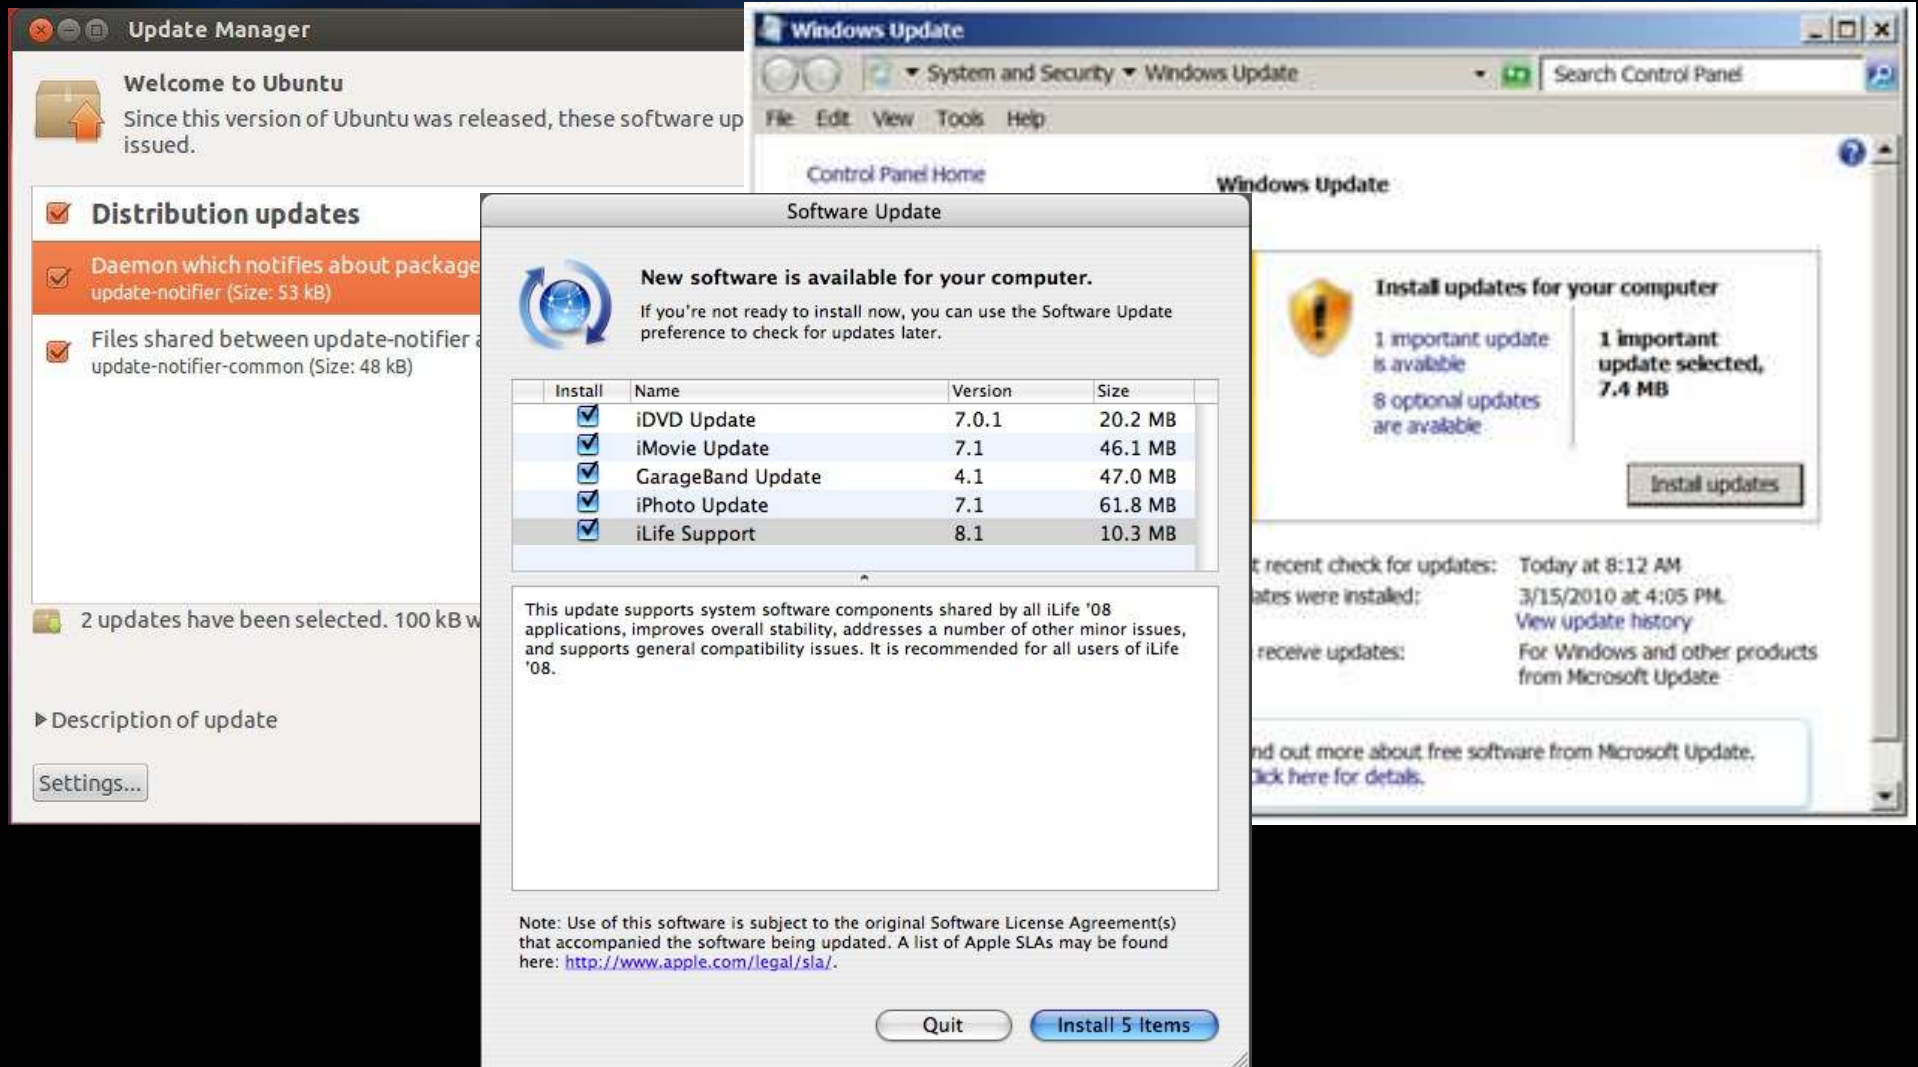 Update Manager
Welcome to Ubuntu
Since this version of Ubuntu was released, these software up
issued.
Distribution updates
Daemon which notifies about package
update-notifier (Size: 53 kB)
Files shared between update-notifier
update-notifier-common (Size: 48 kB)
2 updates have been selected. 100 kB w
Description of update
Settings...
Windows Update
System and Security Windows Update
Search Control Panel
File Edit View Tools Help
Control Panel Home
Windows Update
Install updates for your computer
1 important update
is available
8 optional updates
are available
1 important
update selected,
7.4 MB
Install updates
t recent check for updates: Today at 8:12 AM
ates were installed: 3/15/2010 at 4:05 PM.
View update history
receive updates: For Windows and other products
from Microsoft Update
nd out more about free software from Microsoft Update.
lick here for details.
Software Update
New software is available for your computer.
If you're not ready to install now, you can use the Software Update
preference to check for updates later.
Install Name Version Size
iDVD Update 7.0.1 20.2 MB
iMovie Update 7.1 46.1 MB
GarageBand Update 4.1 47.0 MB
iPhoto Update 7.1 61.8 MB
iLife Support 8.1 10.3 MB
This update supports system software components shared by all iLife '08
applications, improves overall stability, addresses a number of other minor issues,
and supports general compatibility issues. It is recommended for all users of iLife
'08.
Note: Use of this software is subject to the original Software License Agreement(s)
that accompanied the software being updated. A list of Apple SLAs may be found
here: http://www.apple.com/legal/sla/.
Quit
Install 5 Items